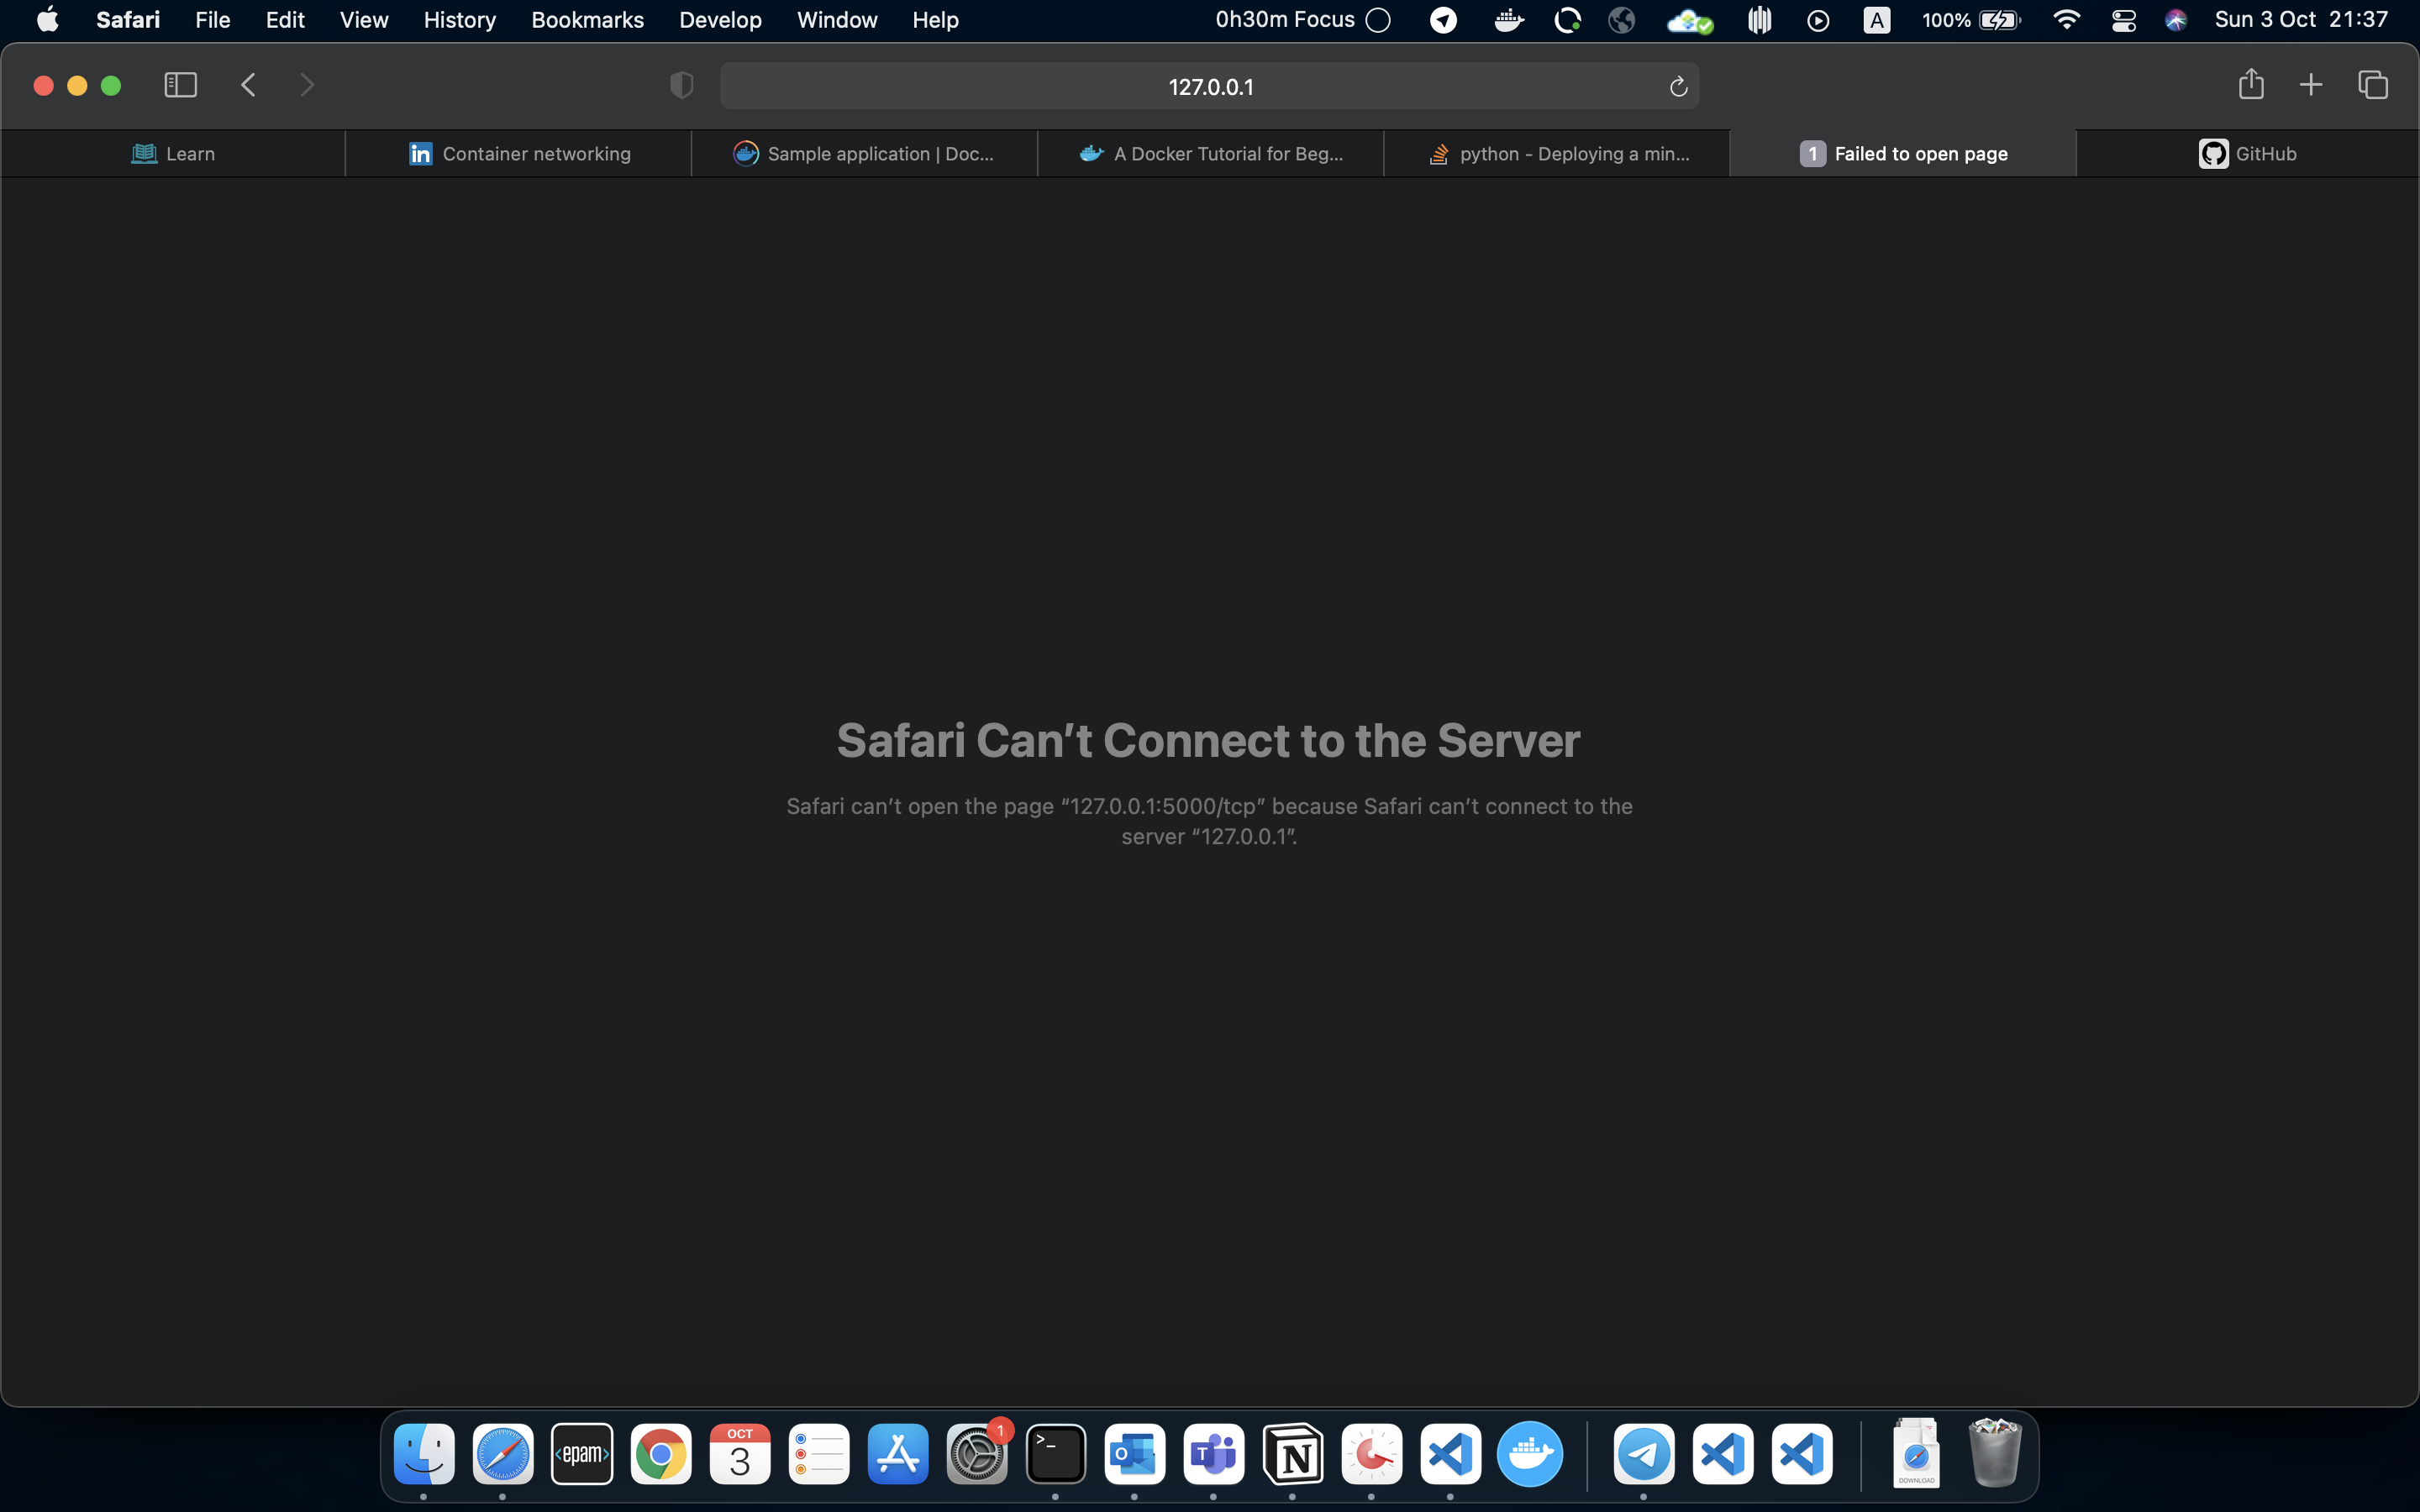 Safari File Edit View History Bookmarks Develop Window Help 0h30m Focus A 100% Sun 3 Oct 21:37
127.0.0.1
Learn
Container networking
Sample application | Doc...
A Docker Tutorial for Beg...
python - Deploying a min...
1 Failed to open page
GitHub
Safari Can’t Connect to the Server
Safari can’t open the page “127.0.0.1:5000/tcp” because Safari can’t connect to the
server “127.0.0.1”.
in
<epam>
OCT
3
1
>_
O
T
N
DOWNLOAD